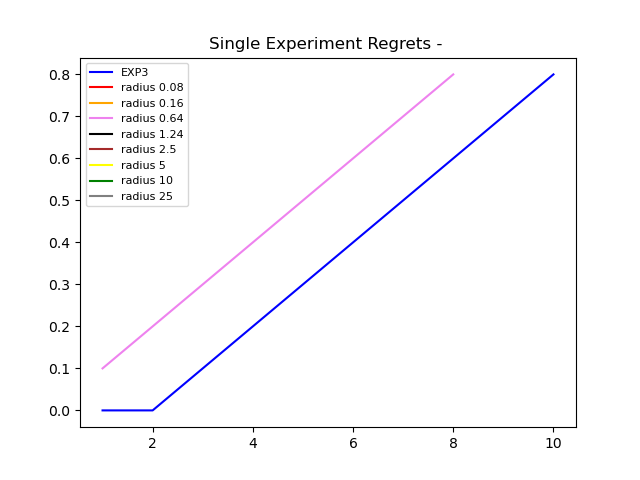 Single Experiment Regrets -
0.8
0.7
0.6
0.5
0.4
0.3
0.2
0.1
0.0
EXP3
radius 0.08
radius 0.16
radius 0.64
radius 1.24
radius 2.5
radius 5
radius 10
radius 25
2 4 6 8 10